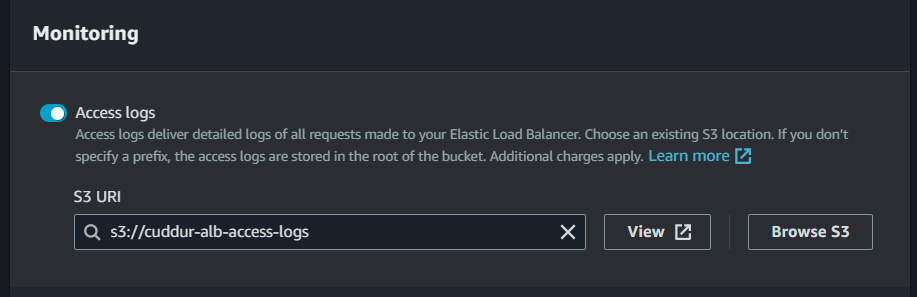 Monitoring
Access logs
Access logs deliver detailed logs of all requests made to your Elastic Load Balancer. Choose an existing S3 location. If you don’t
specify a prefix, the access logs are stored in the root of the bucket. Additional charges apply. Learn more
S3 URI
s3://cuddur-alb-access-logs
View
Browse S3